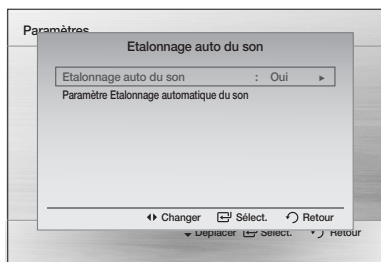 Paramètres
Etalonnage auto du son
Etalonnage auto du son : Oui ►
Paramètre Etalonnage automatique du son
Changer Sélect. Retour
Déplacer Sélect. Retour